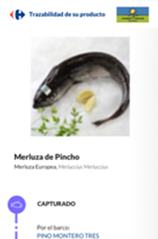 Trazabilidad de su producto
Merluza de Pincho
Merluza Europea, Merluccius Merluccius
CAPTURADO
Por el barco:
PINO MONTERO TRES